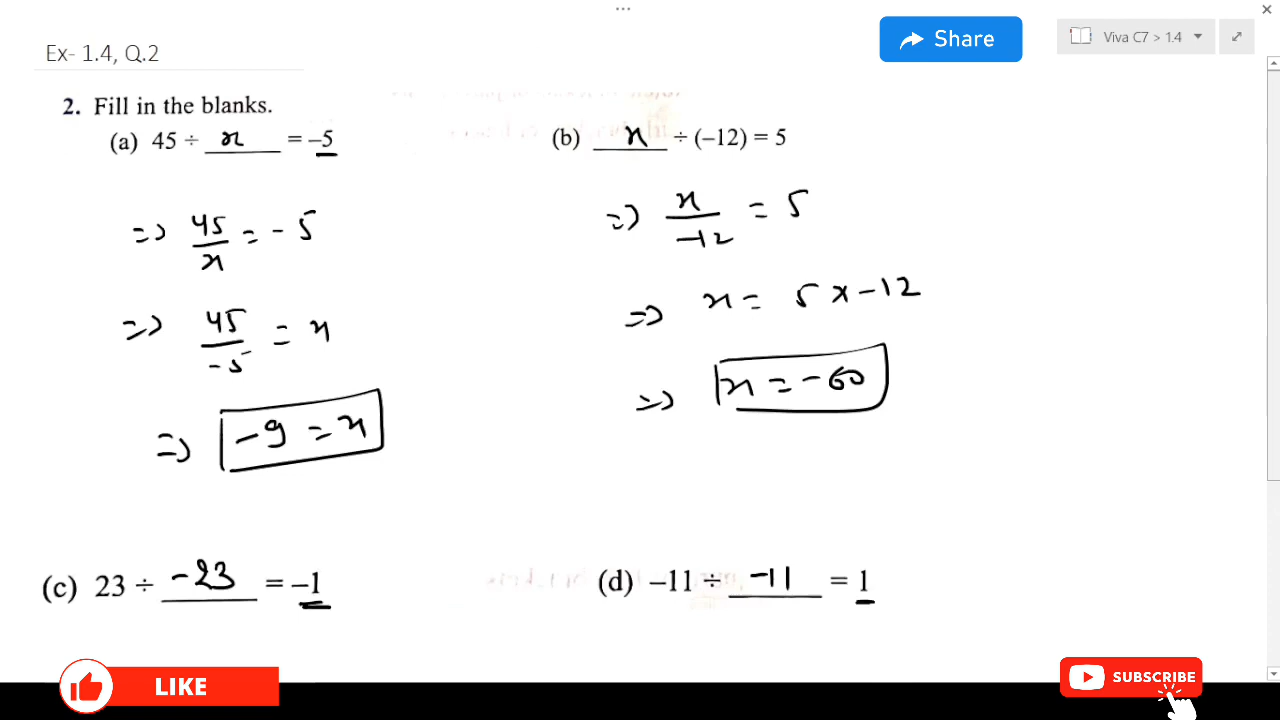 ...
Share
Viva C7 > 1.4
Ex- 1.4, Q.2
2. Fill in the blanks.
(a) 45 ÷ x = –5
=> 45/x = - 5
=> 45/-5 = x
=> -9 = x
(b) x ÷ (–12) = 5
=> x/-12 = 5
=> x = 5 x -12
=> x = -60
(c) 23 ÷ -23 = –1
(d) –11 ÷ -11 = 1
LIKE
SUBSCRIBE